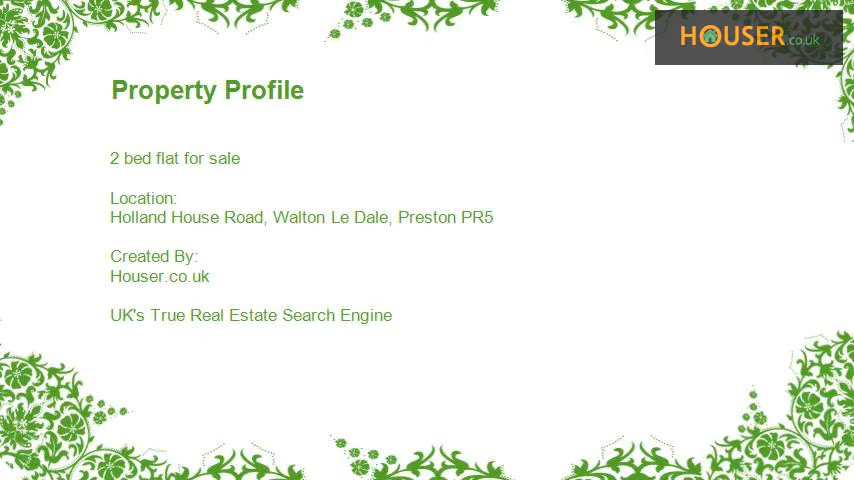 HOUSER.co.uk
Property Profile
2 bed flat for sale
Location:
Holland House Road, Walton Le Dale, Preston PR5
Created By:
Houser.co.uk
UK's True Real Estate Search Engine